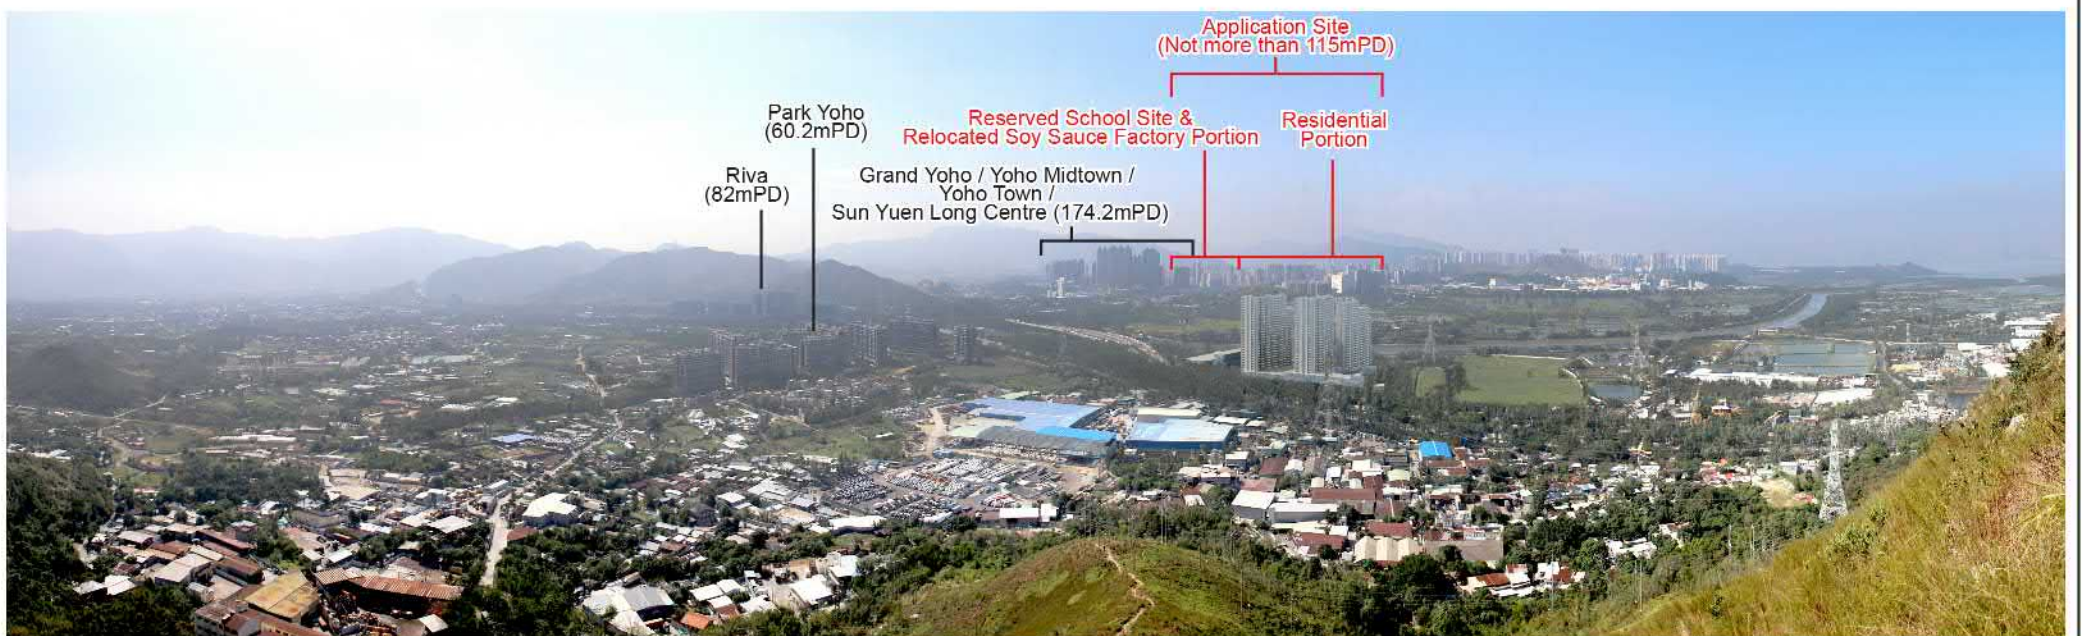 Application Site
(Not more than 115mPD)
Park Yoho
(60.2mPD)
Reserved School Site &
Relocated Soy Sauce Factory Portion
Residential
Portion
Riva
(82mPD)
Grand Yoho / Yoho Midtown /
Yoho Town /
Sun Yuen Long Centre (174.2mPD)